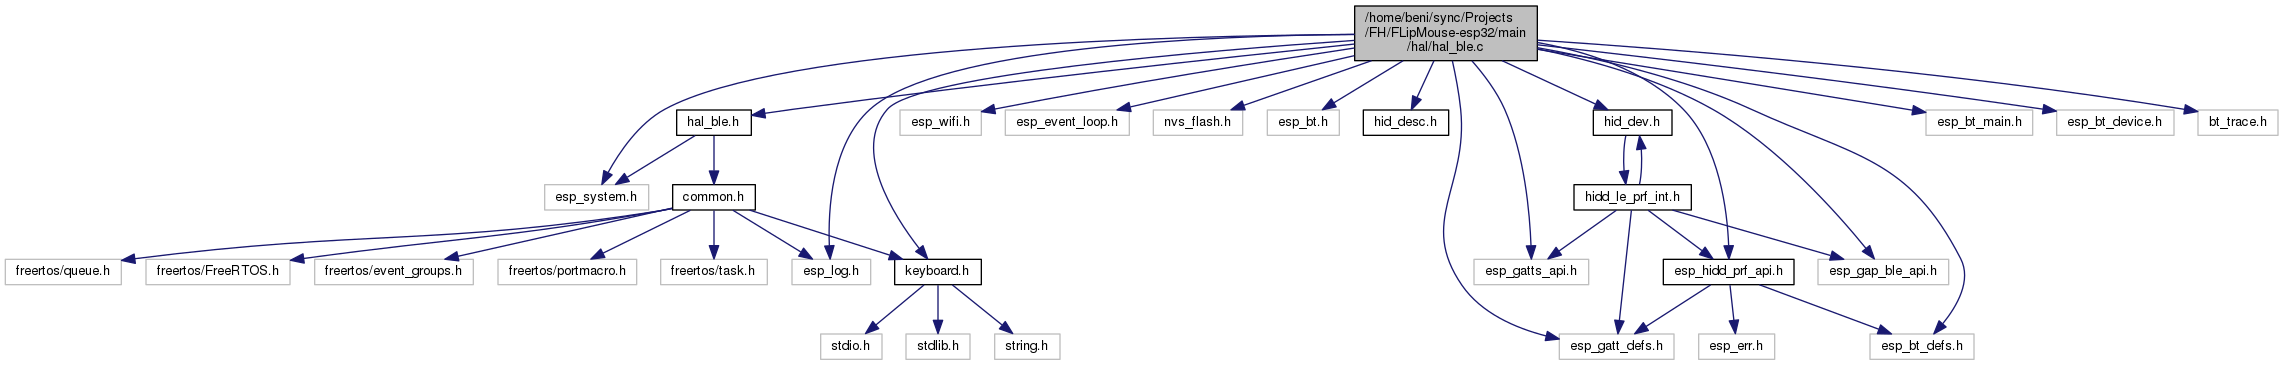 /home/beni/sync/Projects
/FH/FLipMouse-esp32/main
/hal/hal_ble.c
hal_ble.h
esp_wifi.h
esp_event_loop.h
nvs_flash.h
esp_bt.h
hid_desc.h
hid_dev.h
esp_bt_main.h
esp_bt_device.h
bt_trace.h
esp_system.h
common.h
hidd_le_prf_int.h
freertos/queue.h
freertos/FreeRTOS.h
freertos/event_groups.h
freertos/portmacro.h
freertos/task.h
esp_log.h
keyboard.h
esp_gatts_api.h
esp_hidd_prf_api.h
esp_gap_ble_api.h
stdio.h
stdlib.h
string.h
esp_gatt_defs.h
esp_err.h
esp_bt_defs.h